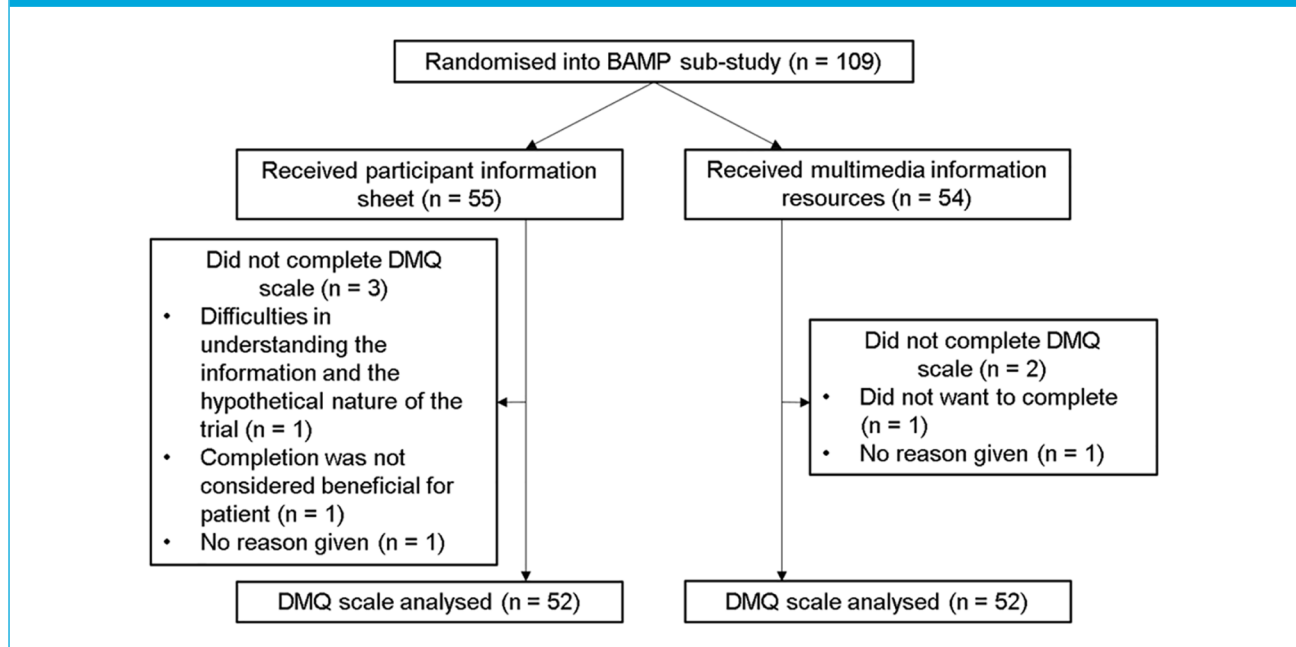 Randomised into BAMP sub-study (n = 109)
Received participant information
sheet (n = 55)
Received multimedia information
resources (n = 54)
Did not complete DMQ
scale (n = 3)
• Difficulties in
understanding the
information and the
hypothetical nature of the
trial (n = 1)
• Completion was not
considered beneficial for
patient (n = 1)
• No reason given (n = 1)
Did not complete DMQ
scale (n = 2)
• Did not want to complete
(n = 1)
• No reason given (n = 1)
DMQ scale analysed (n = 52)
DMQ scale analysed (n = 52)